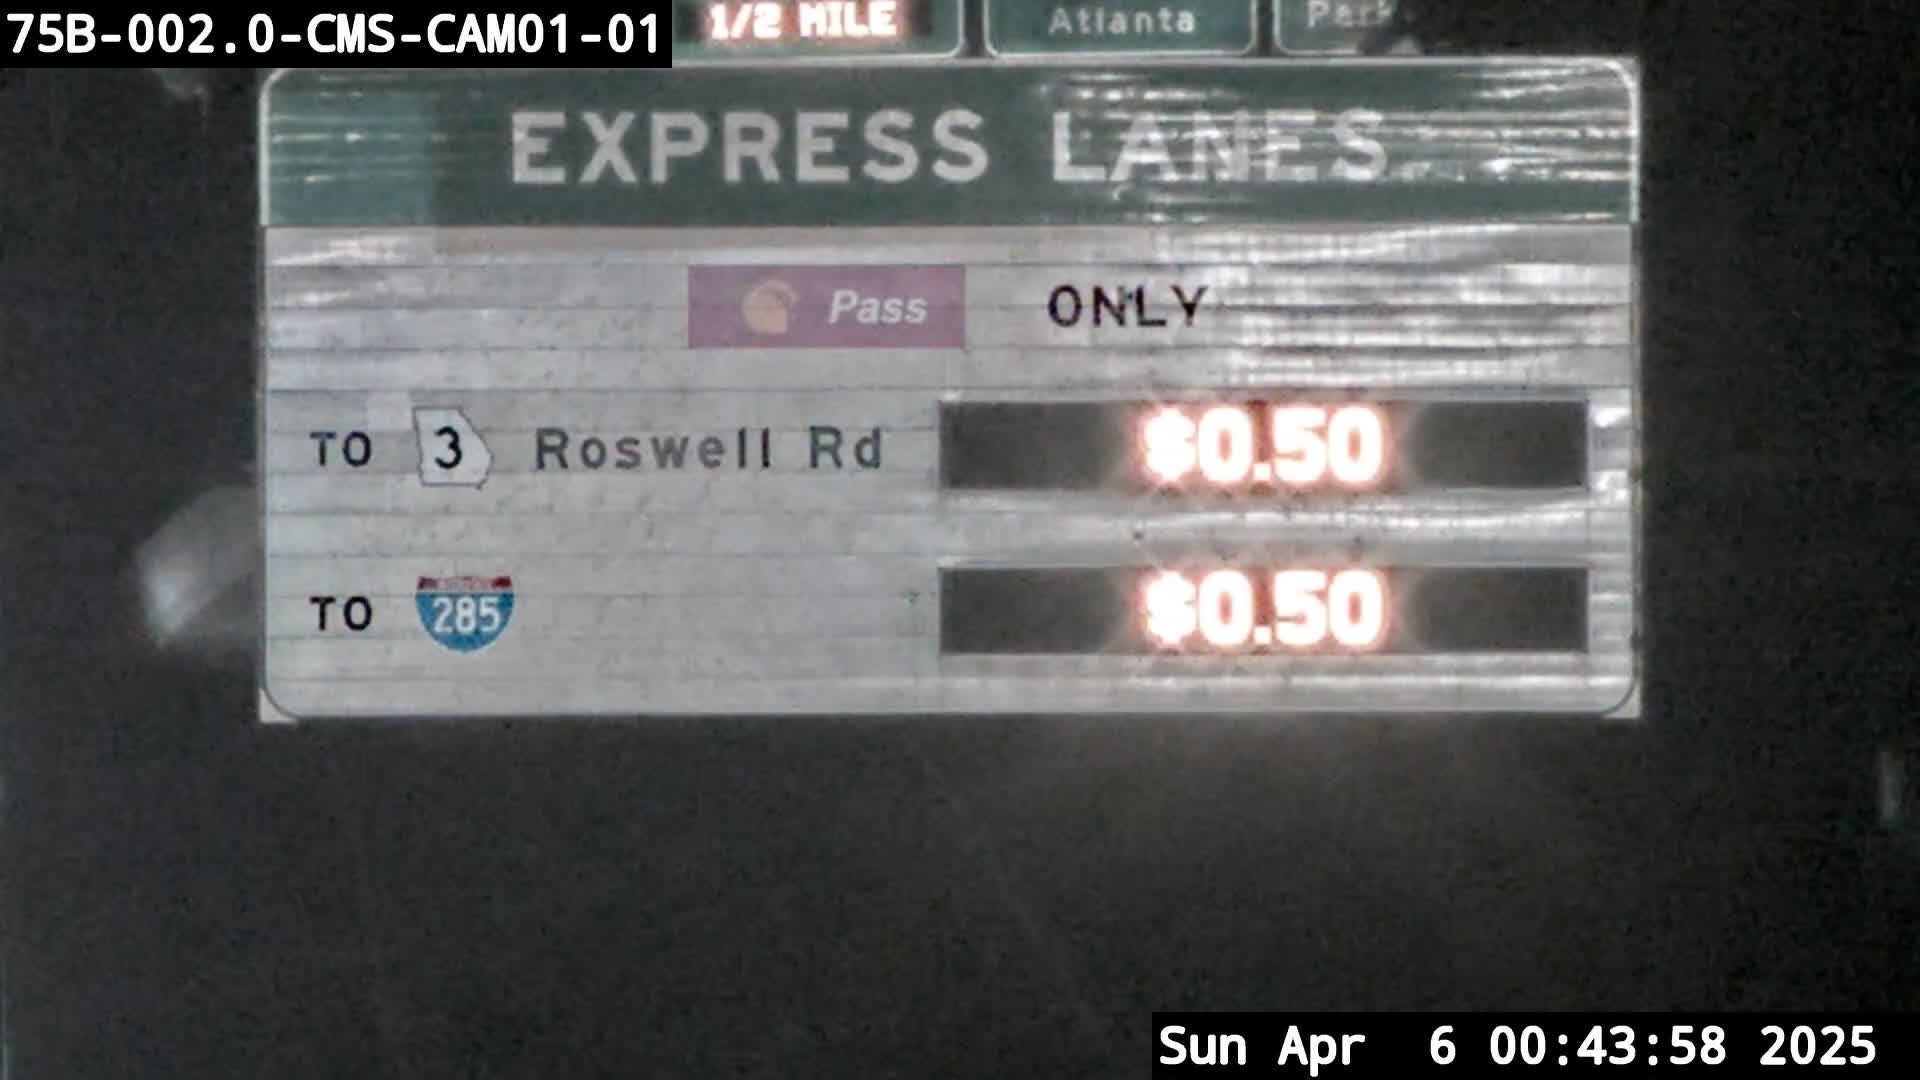 75B-002.0-CMS-CAM01-01
1/2 MILE
Atlanta
Park
EXPRESS LANES
Pass ONLY
TO 3 Roswell Rd $0.50
TO 285 $0.50
Sun Apr 6 00:43:58 2025